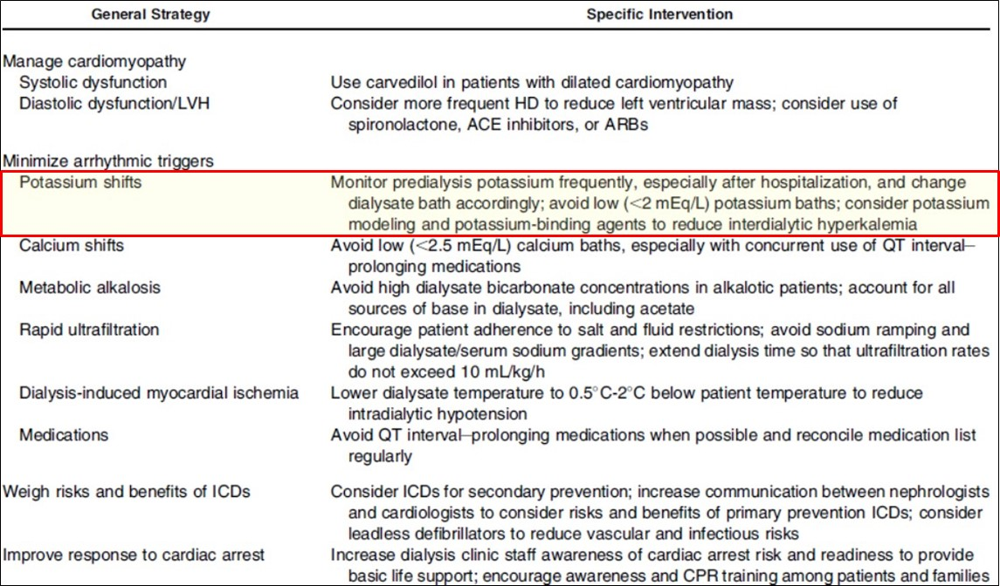 General Strategy Specific Intervention
Manage cardiomyopathy
Systolic dysfunction Use carvedilol in patients with dilated cardiomyopathy
Diastolic dysfunction/LVH Consider more frequent HD to reduce left ventricular mass; consider use of
spironolactone, ACE inhibitors, or ARBs
Minimize arrhythmic triggers
Potassium shifts Monitor predialysis potassium frequently, especially after hospitalization, and change
dialysate bath accordingly; avoid low (<2 mEq/L) potassium baths; consider potassium
modeling and potassium-binding agents to reduce interdialytic hyperkalemia
Calcium shifts Avoid low (<2.5 mEq/L) calcium baths, especially with concurrent use of QT interval–
prolonging medications
Metabolic alkalosis Avoid high dialysate bicarbonate concentrations in alkalotic patients; account for all
sources of base in dialysate, including acetate
Rapid ultrafiltration Encourage patient adherence to salt and fluid restrictions; avoid sodium ramping and
large dialysate/serum sodium gradients; extend dialysis time so that ultrafiltration rates
do not exceed 10 mL/kg/h
Dialysis-induced myocardial ischemia Lower dialysate temperature to 0.5°C-2°C below patient temperature to reduce
intradialytic hypotension
Medications Avoid QT interval–prolonging medications when possible and reconcile medication list
regularly
Weigh risks and benefits of ICDs Consider ICDs for secondary prevention; increase communication between nephrologists
and cardiologists to consider risks and benefits of primary prevention ICDs; consider
leadless defibrillators to reduce vascular and infectious risks
Improve response to cardiac arrest Increase dialysis clinic staff awareness of cardiac arrest risk and readiness to provide
basic life support; encourage awareness and CPR training among patients and families